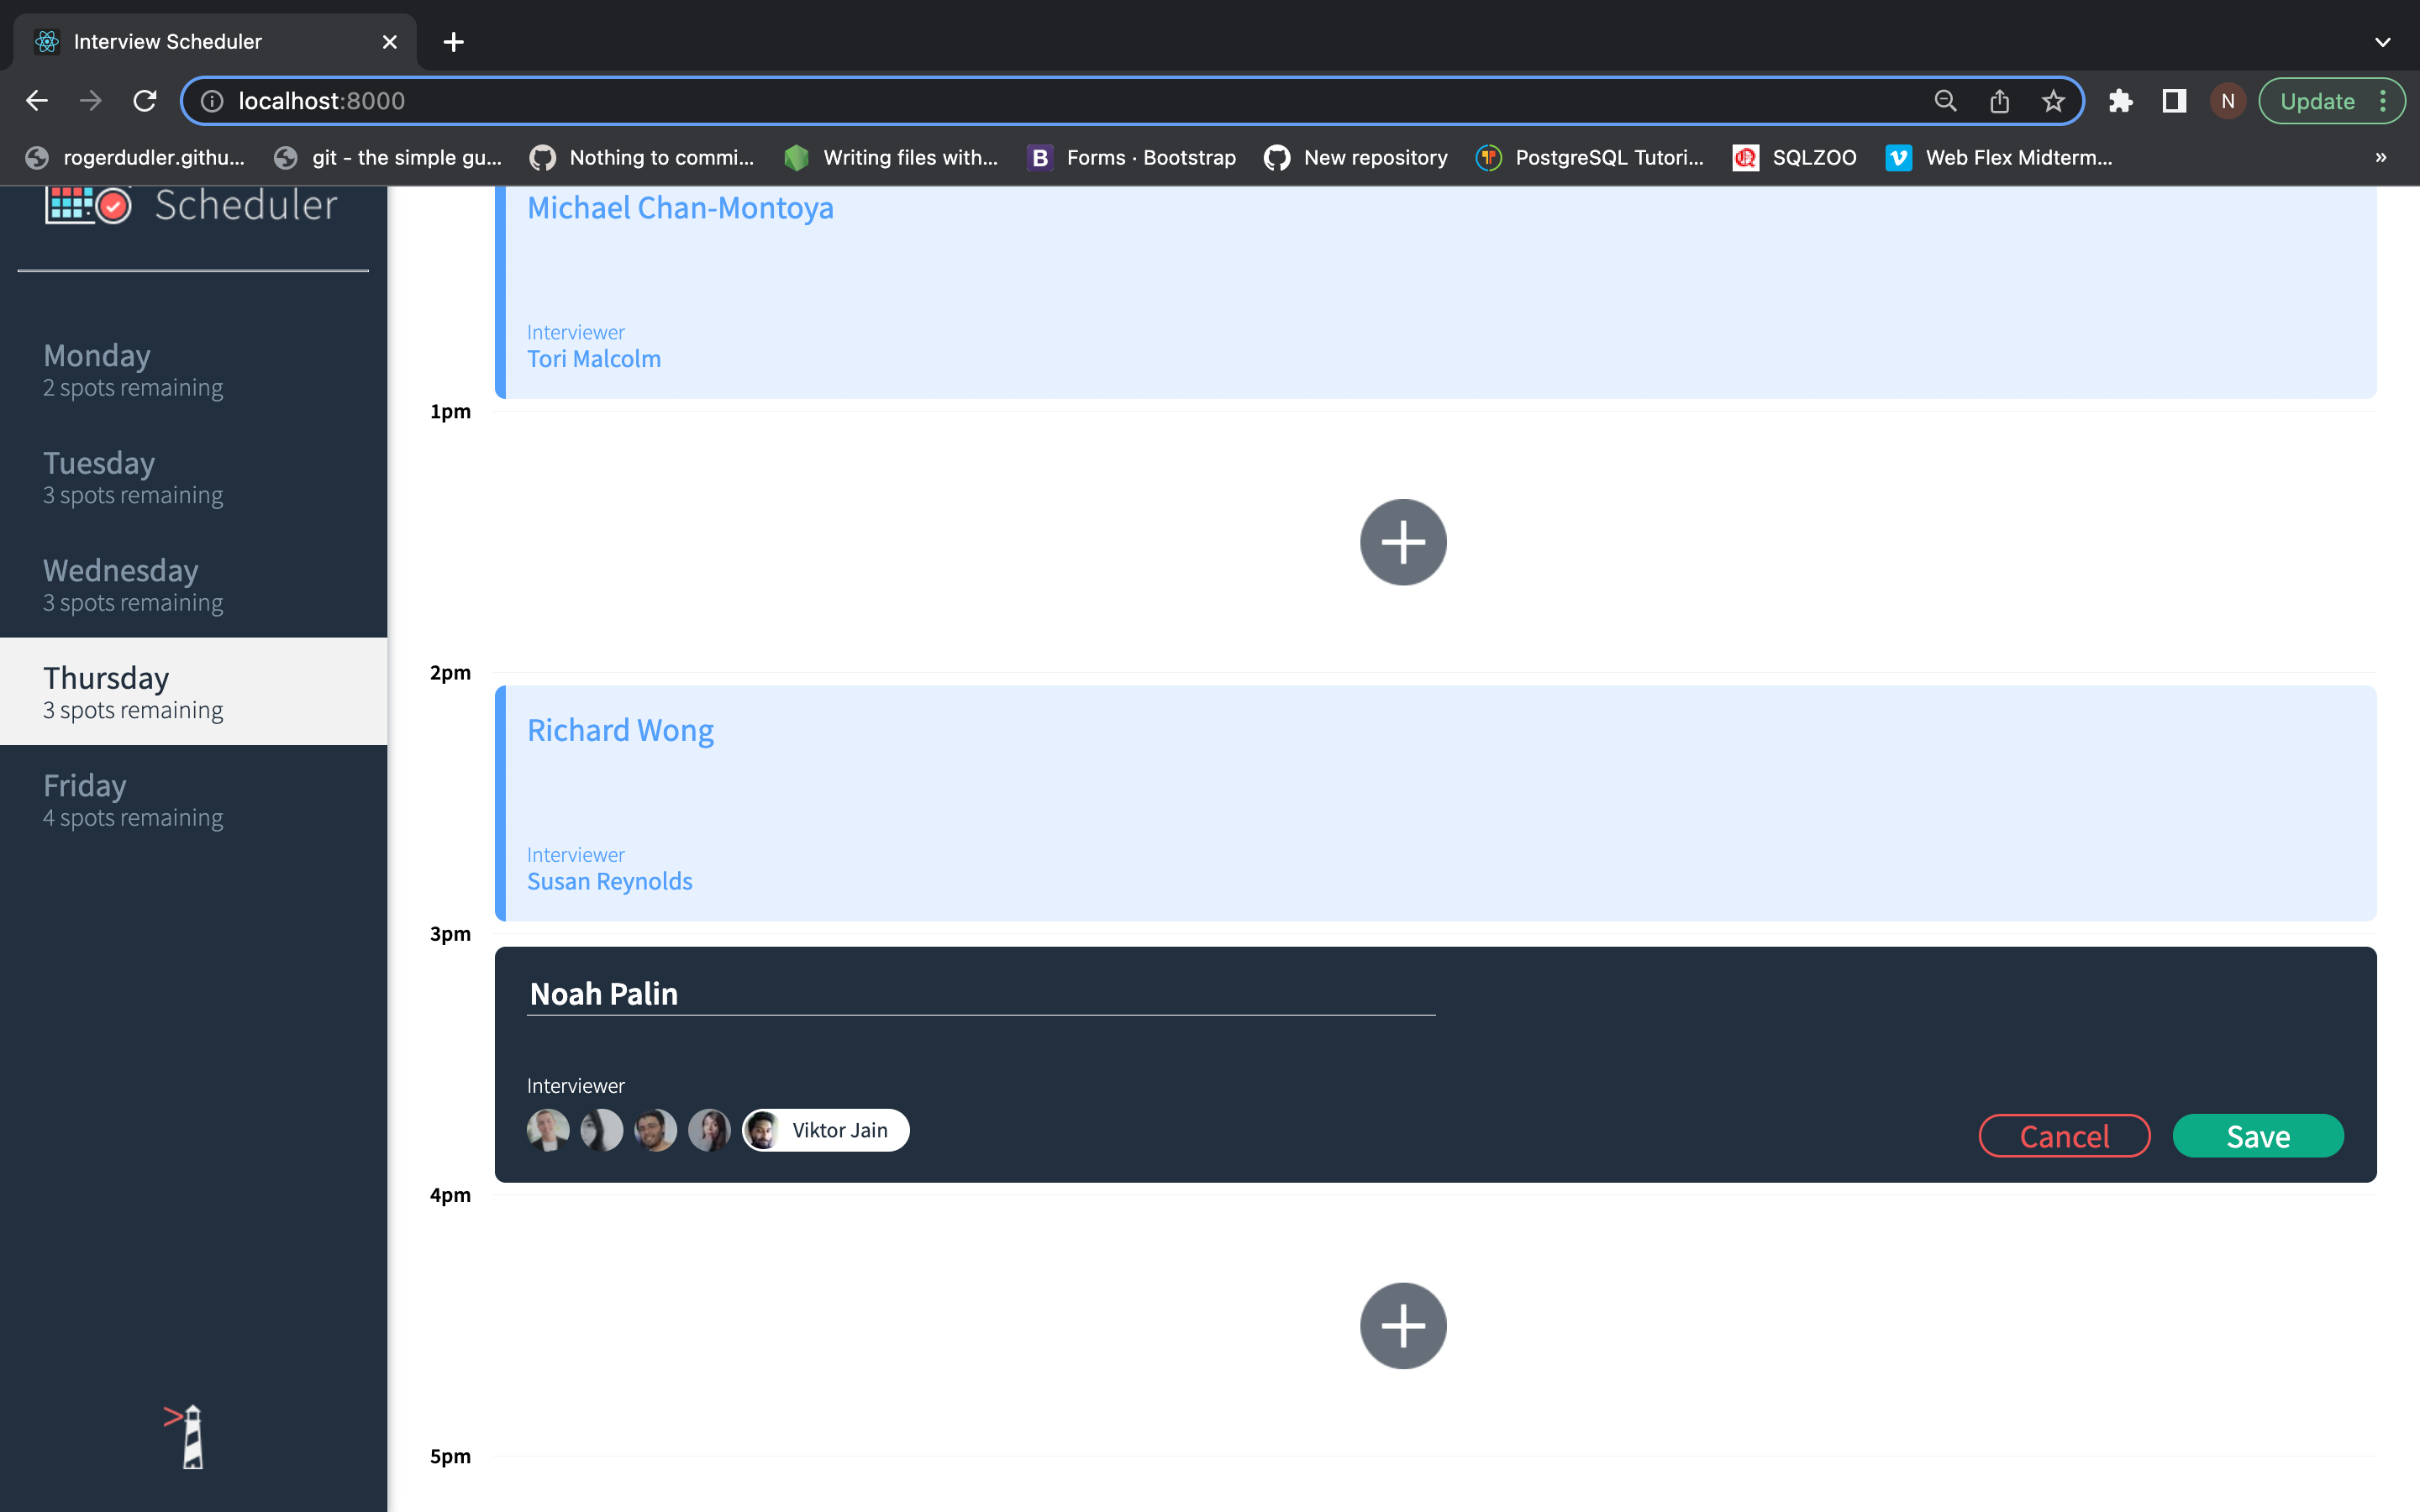 Interview Scheduler
localhost:8000
N
Update
rogerdudler.githu...
git - the simple gu...
Nothing to commi...
Writing files with...
B
Forms · Bootstrap
New repository
PostgreSQL Tutori...
SQLZOO
Web Flex Midterm...
»
Scheduler
Monday
2 spots remaining
Tuesday
3 spots remaining
Wednesday
3 spots remaining
Thursday
3 spots remaining
Friday
4 spots remaining
Michael Chan-Montoya
Interviewer
Tori Malcolm
1pm
2pm
Richard Wong
Interviewer
Susan Reynolds
3pm
Noah Palin
Interviewer
Viktor Jain
Cancel
Save
4pm
5pm